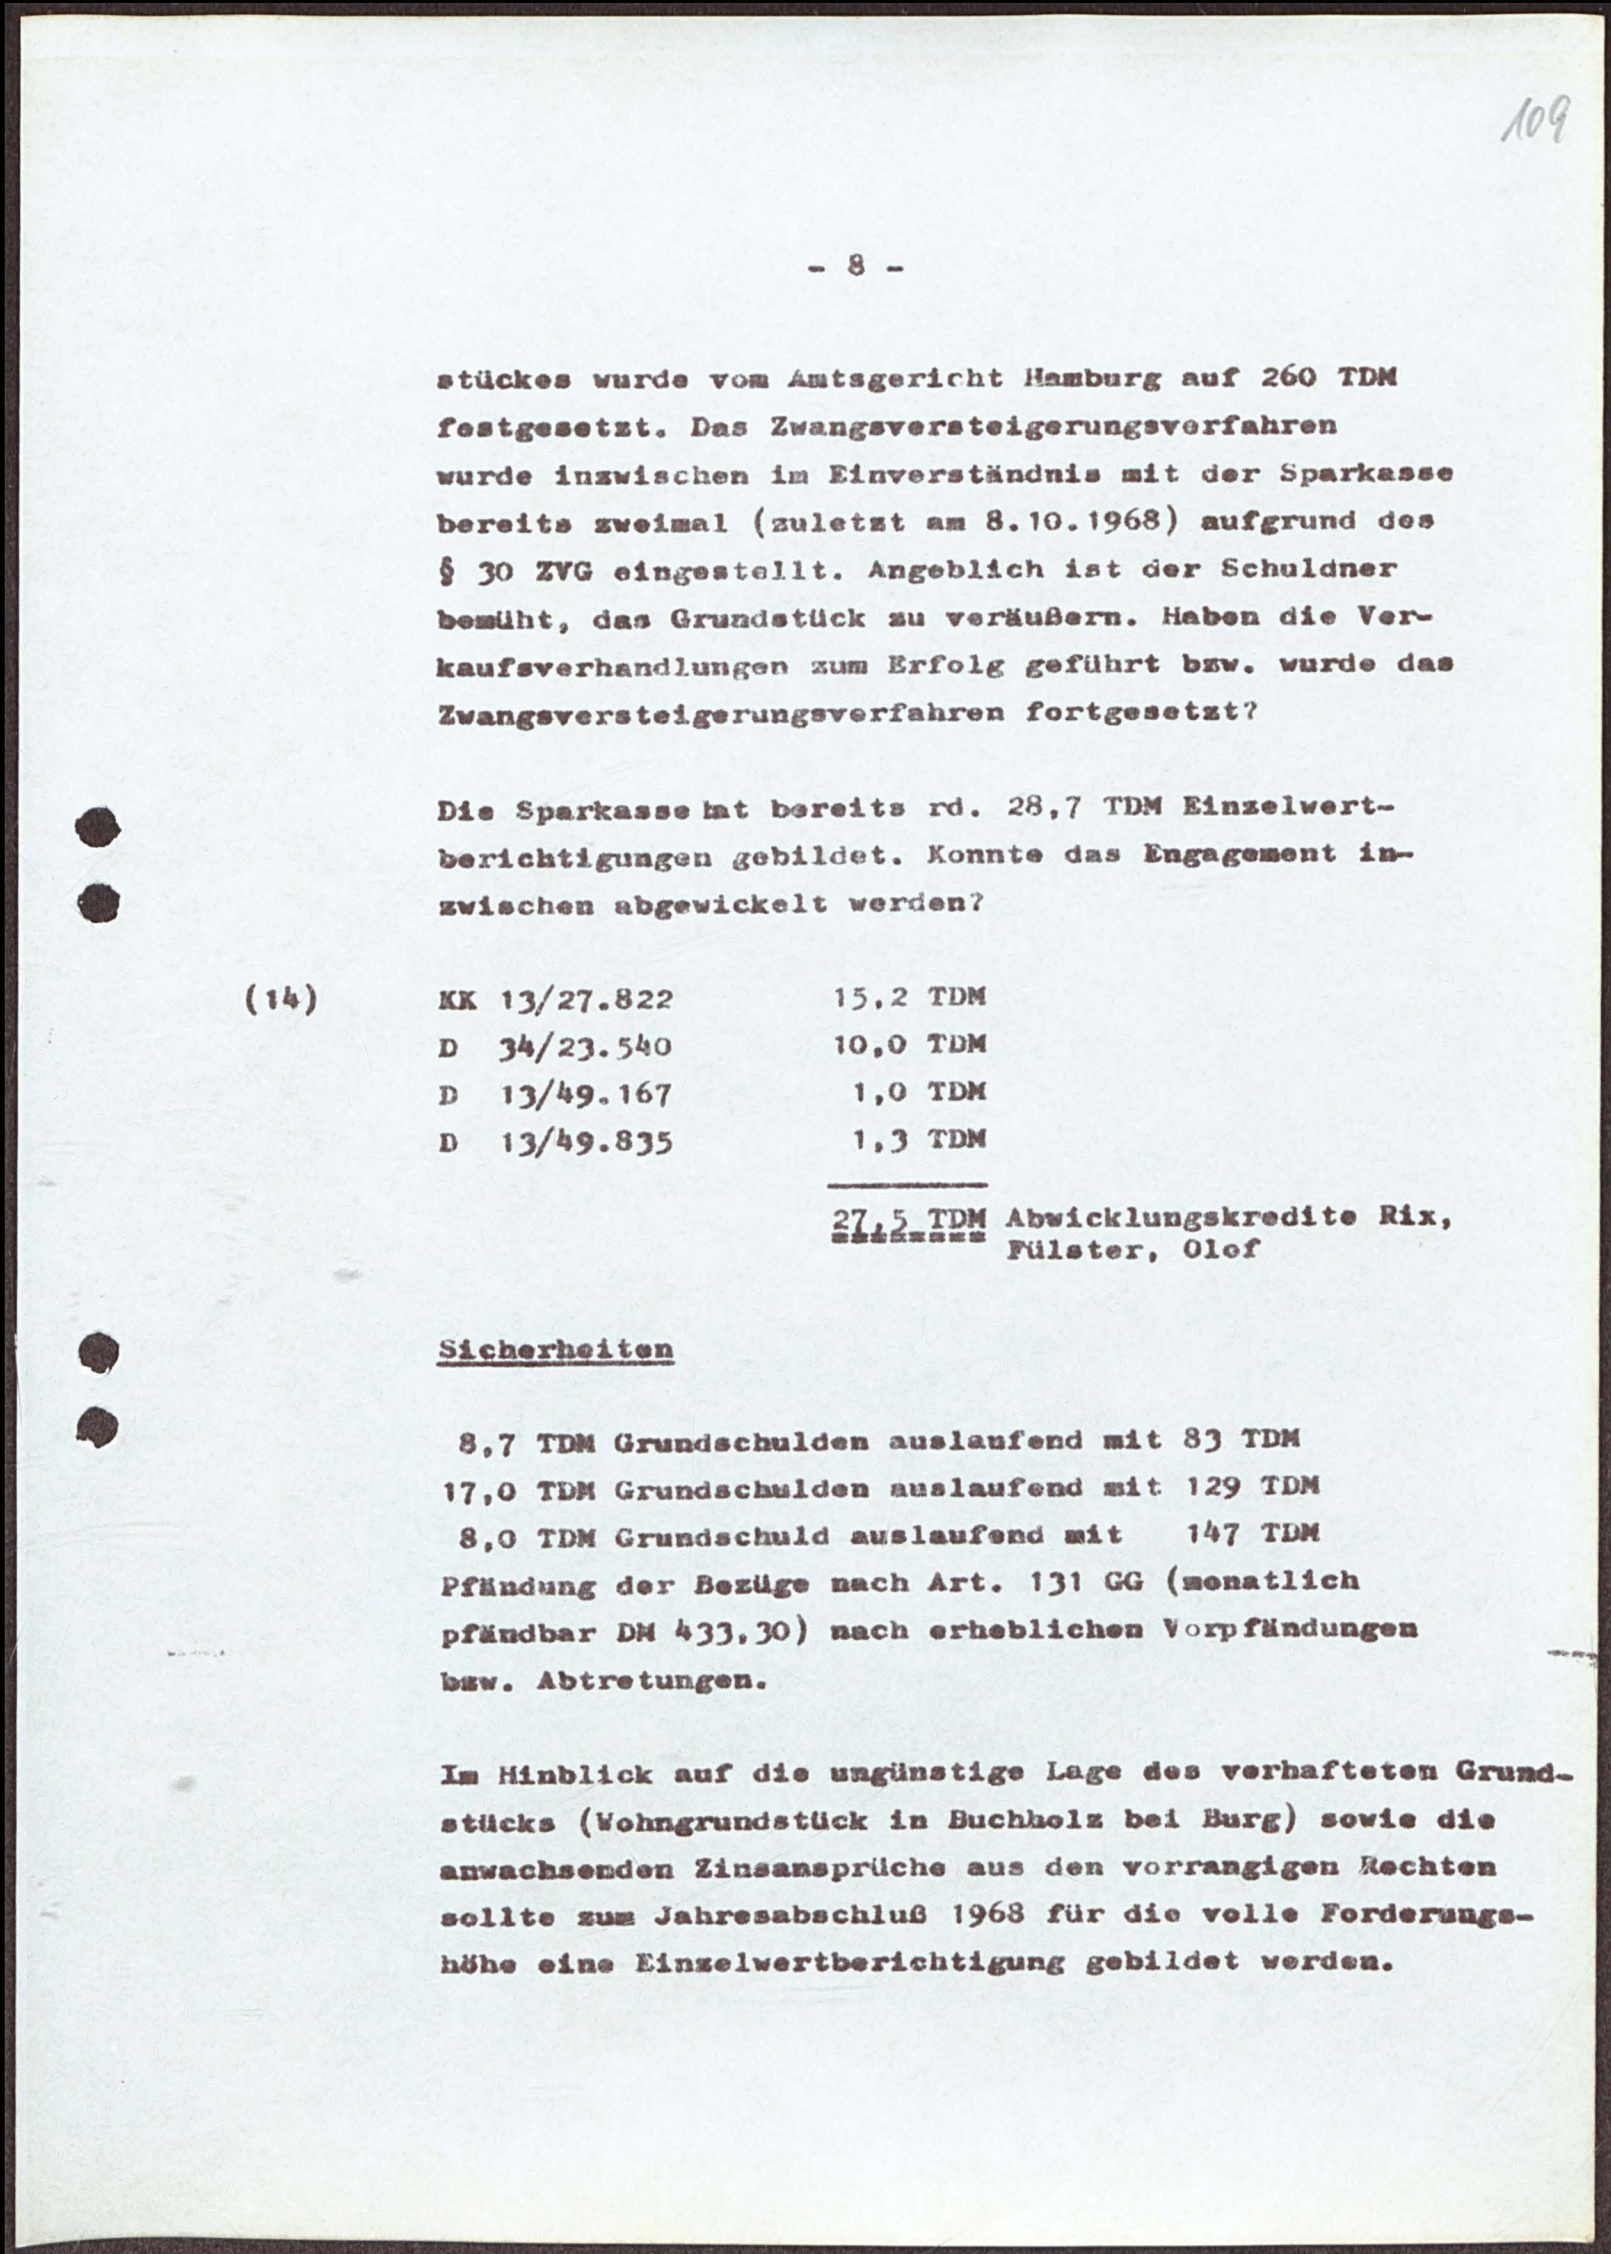 109
- 8 -
stückes wurde vom Amtsgericht Hamburg auf 260 TDM
festgesetzt. Das Zwangsversteigerungsverfahren
wurde inzwischen im Einverständnis mit der Sparkasse
bereits zweimal (zuletzt am 8.10.1968) aufgrund des
§ 30 ZVG eingestellt. Angeblich ist der Schuldner
bemüht, das Grundstück zu veräußern. Haben die Ver-
kaufsverhandlungen zum Erfolg geführt bzw. wurde das
Zwangsversteigerungsverfahren fortgesetzt?
Die Sparkasse hat bereits rd. 28,7 TDM Einzelwert-
berichtigungen gebildet. Konnte das Engagement in-
zwischen abgewickelt werden?
(14) KK 13/27.822 15,2 TDM
D 34/23.540 10,0 TDM
D 13/49.167 1,0 TDM
D 13/49.835 1,3 TDM
27,5 TDM Abwicklungskredite Rix,
========
Fülster, Olof
Sicherheiten
8,7 TDM Grundschulden auslaufend mit 83 TDM
17,0 TDM Grundschulden auslaufend mit 129 TDM
8,0 TDM Grundschuld auslaufend mit 147 TDM
Pfändung der Bezüge nach Art. 131 GG (monatlich
pfändbar DM 433,30) nach erheblichen Vorpfändungen
bzw. Abtretungen.
Im Hinblick auf die ungünstige Lage des verhafteten Grund-
stücks (Wohngrundstück in Buchholz bei Burg) sowie die
anwachsenden Zinsansprüche aus den vorrangigen Rechten
sollte zum Jahresabschluß 1968 für die volle Forderungs-
höhe eine Einzelwertberichtigung gebildet werden.